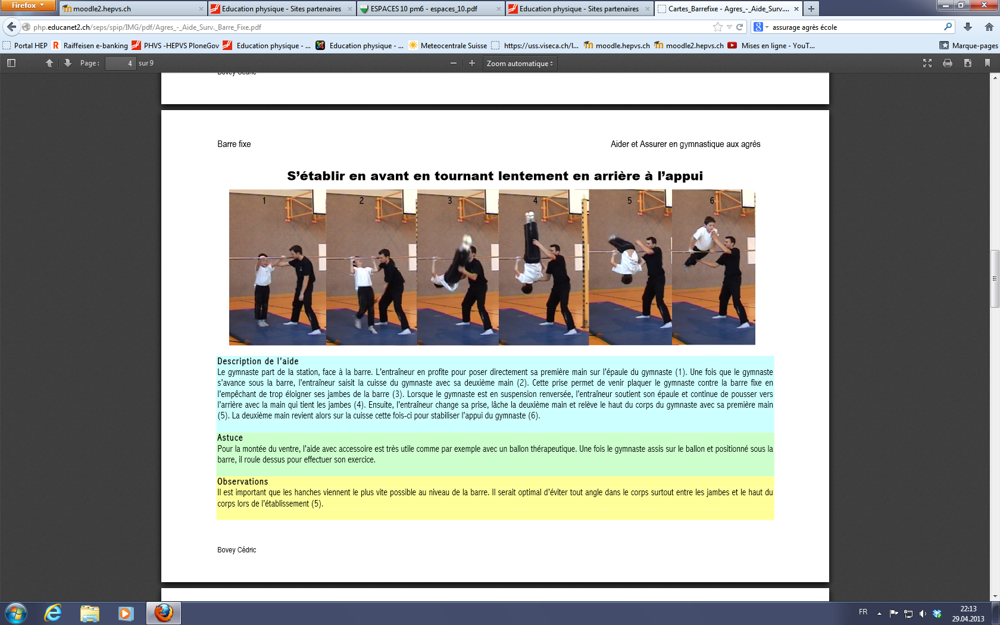 Firefox
moodle2.hepvs.ch
Education physique - Sites partenaires
ESPACES 10 pm6 - espaces_10.pdf
Education physique - Sites partenaires
Cartes_Barrefixe - Agres_-_Aide_Surv....
php.educanet2.ch/seps/spip/IMG/pdf/Agres_-_Aide_Surv._Barre_Fixe.pdf
assurage agrès école
Portail HEP
Raiffeisen e-banking
PHVS -HEPVS PloneGov
Education physique - ...
Education physique - ...
Meteocentrale Suisse
https://uss.viseca.ch/I...
moodle.hepvs.ch
moodle2.hepvs.ch
Mises en ligne - YouT...
Marque-pages
Page : 4 sur 9
Zoom automatique
Bovey Cédric
Barre fixe
Aider et Assurer en gymnastique aux agrès
S'établir en avant en tournant lentement en arrière à l'appui
1 2 3 4 5 6
Description de l'aide
Le gymnaste part de la station, face à la barre. L'entraîneur en profite pour poser directement sa première main sur l'épaule du gymnaste (1). Une fois que le gymnaste
s'avance sous la barre, l'entraîneur saisit la cuisse du gymnaste avec sa deuxième main (2). Cette prise permet de venir plaquer le gymnaste contre la barre fixe en
l'empêchant de trop éloigner ses jambes de la barre (3). Lorsque le gymnaste est en suspension renversée, l'entraîneur soutient son épaule et continue de pousser vers
l'arrière avec la main qui tient les jambes (4). Ensuite, l'entraîneur change sa prise, lâche la deuxième main et relève le haut du corps du gymnaste avec sa première main
(5). La deuxième main revient alors sur la cuisse cette fois-ci pour stabiliser l'appui du gymnaste (6).
Astuce
Pour la montée du ventre, l'aide avec accessoire est très utile comme par exemple avec un ballon thérapeutique. Une fois le gymnaste assis sur le ballon et positionné sous la
barre, il roule dessus pour effectuer son exercice.
Observations
Il est important que les hanches viennent le plus vite possible au niveau de la barre. Il serait optimal d'éviter tout angle dans le corps surtout entre les jambes et le haut du
corps lors de l'établissement (5).
Bovey Cédric
FR
22:13
29.04.2013